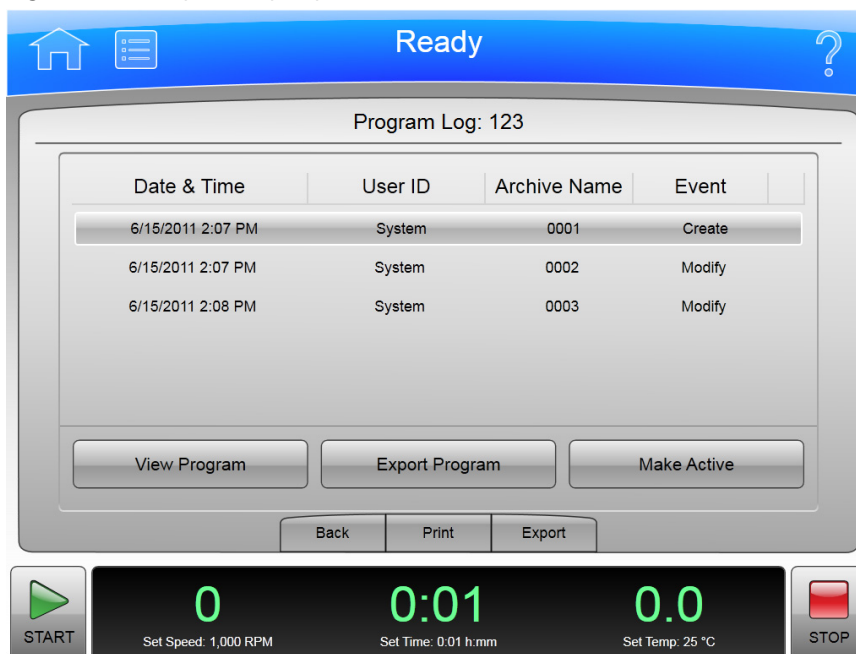 Ready
?
Program Log: 123
Date & Time User ID Archive Name Event
6/15/2011 2:07 PM System 0001 Create
6/15/2011 2:07 PM System 0002 Modify
6/15/2011 2:08 PM System 0003 Modify
View Program Export Program Make Active
Back Print Export
0 0:01 0.0
START Set Speed: 1,000 RPM Set Time: 0:01 h:mm Set Temp: 25 °C STOP